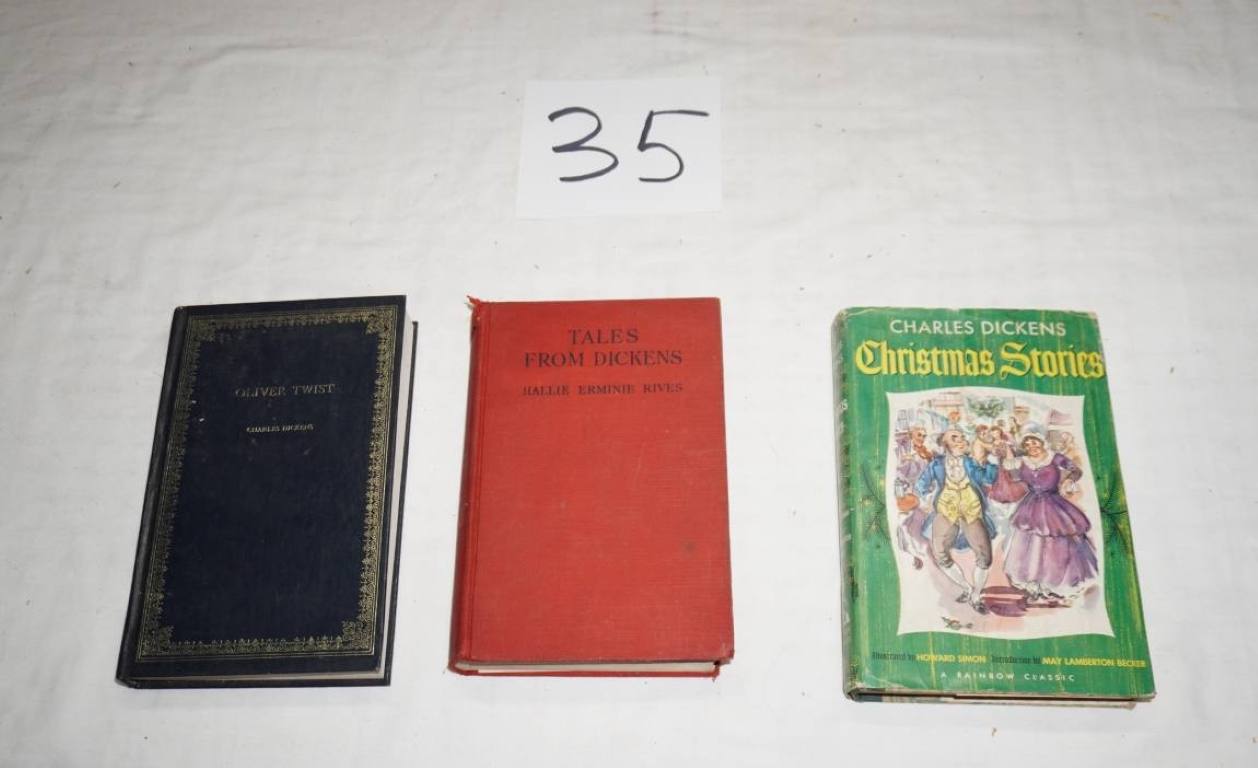 35
OLIVER TWIST
CHARLES DICKENS
TALES
FROM DICKENS
HALLIE ERMINIE RIVES
CHARLES DICKENS
Christmas Stories
Illustrated by HOWARD SIMON Introduction by MAY LAMBERTON BECKER
A RAINBOW CLASSIC